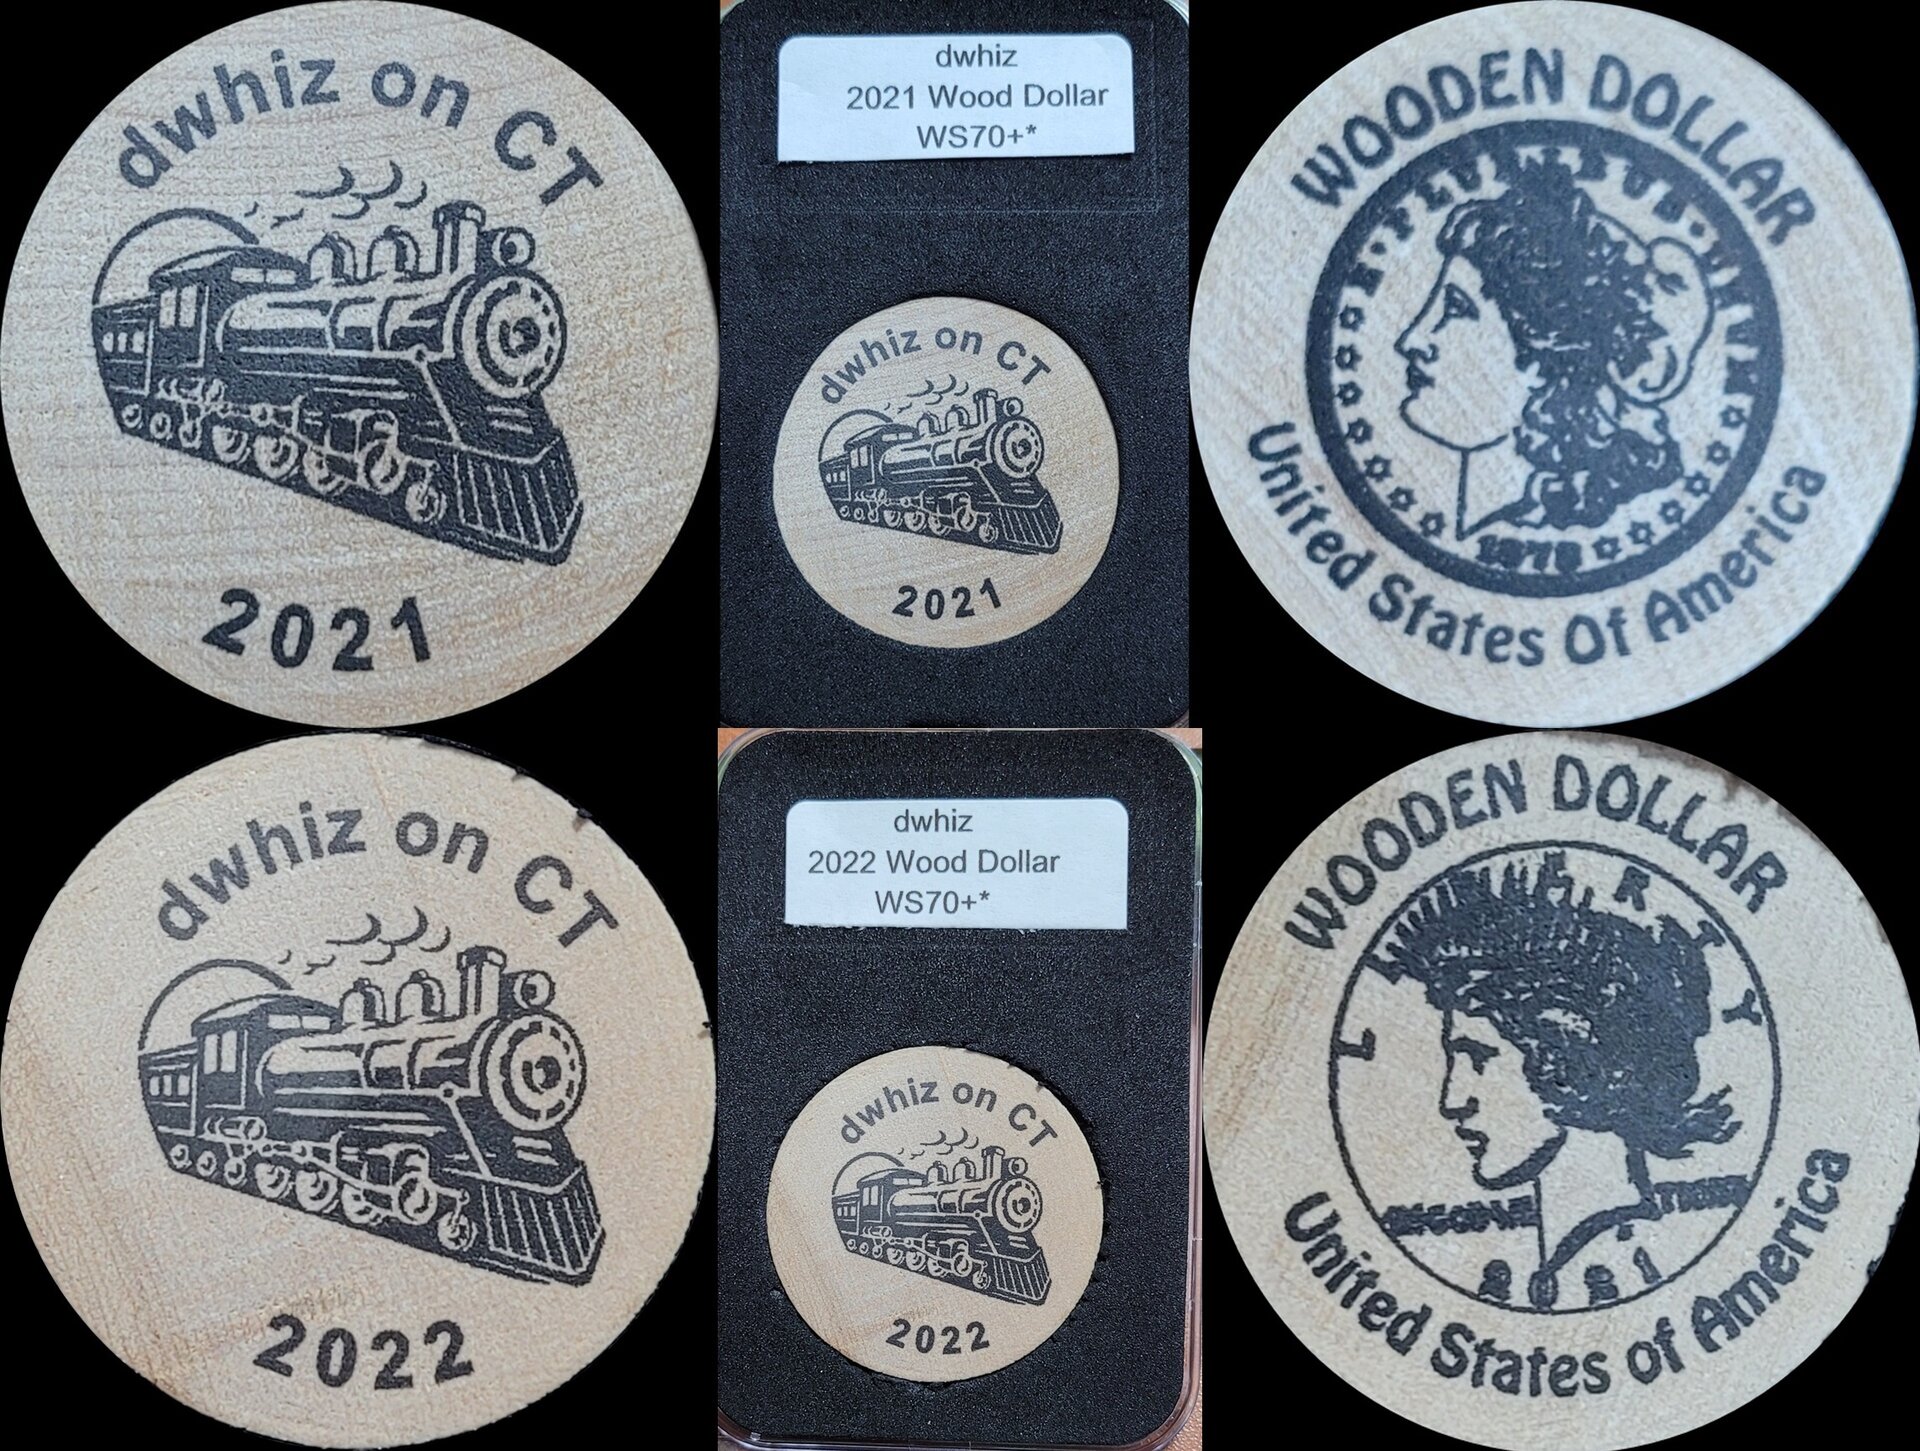 dwhiz on CT
2021
dwhiz
2021 Wood Dollar
WS70+*
dwhiz on CT
2021
WOODEN DOLLAR
1878
United States Of America
dwhiz on CT
2022
dwhiz
2022 Wood Dollar
WS70+*
dwhiz on CT
2022
WOODEN DOLLAR
United States of America